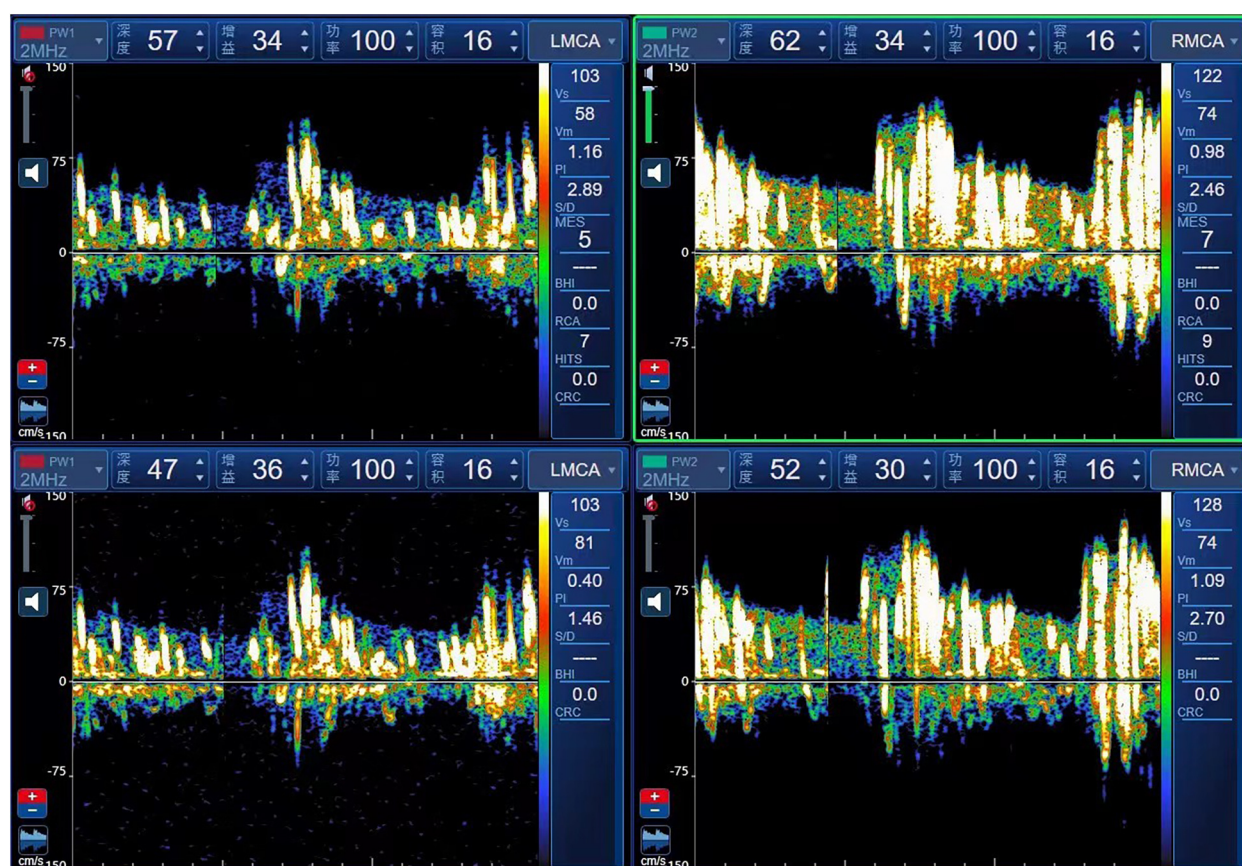 PW1 2MHz 深度 57 增益 34 功率 100 容积 16 LMCA
150
75
0
-75
-150
cm/s
103
Vs
58
Vm
1.16
PI
2.89
S/D
MES
5
----
BHI
0.0
RCA
7
HITS
0.0
CRC
PW2 2MHz 深度 62 增益 34 功率 100 容积 16 RMCA
150
75
0
-75
-150
cm/s
122
Vs
74
Vm
0.98
PI
2.46
S/D
MES
7
----
BHI
0.0
RCA
9
HITS
0.0
CRC
PW1 2MHz 深度 47 增益 36 功率 100 容积 16 LMCA
150
75
0
-75
-150
cm/s
103
Vs
81
Vm
0.40
PI
1.46
S/D
----
BHI
0.0
CRC
PW2 2MHz 深度 52 增益 30 功率 100 容积 16 RMCA
150
75
0
-75
-150
cm/s
128
Vs
74
Vm
1.09
PI
2.70
S/D
----
BHI
0.0
CRC